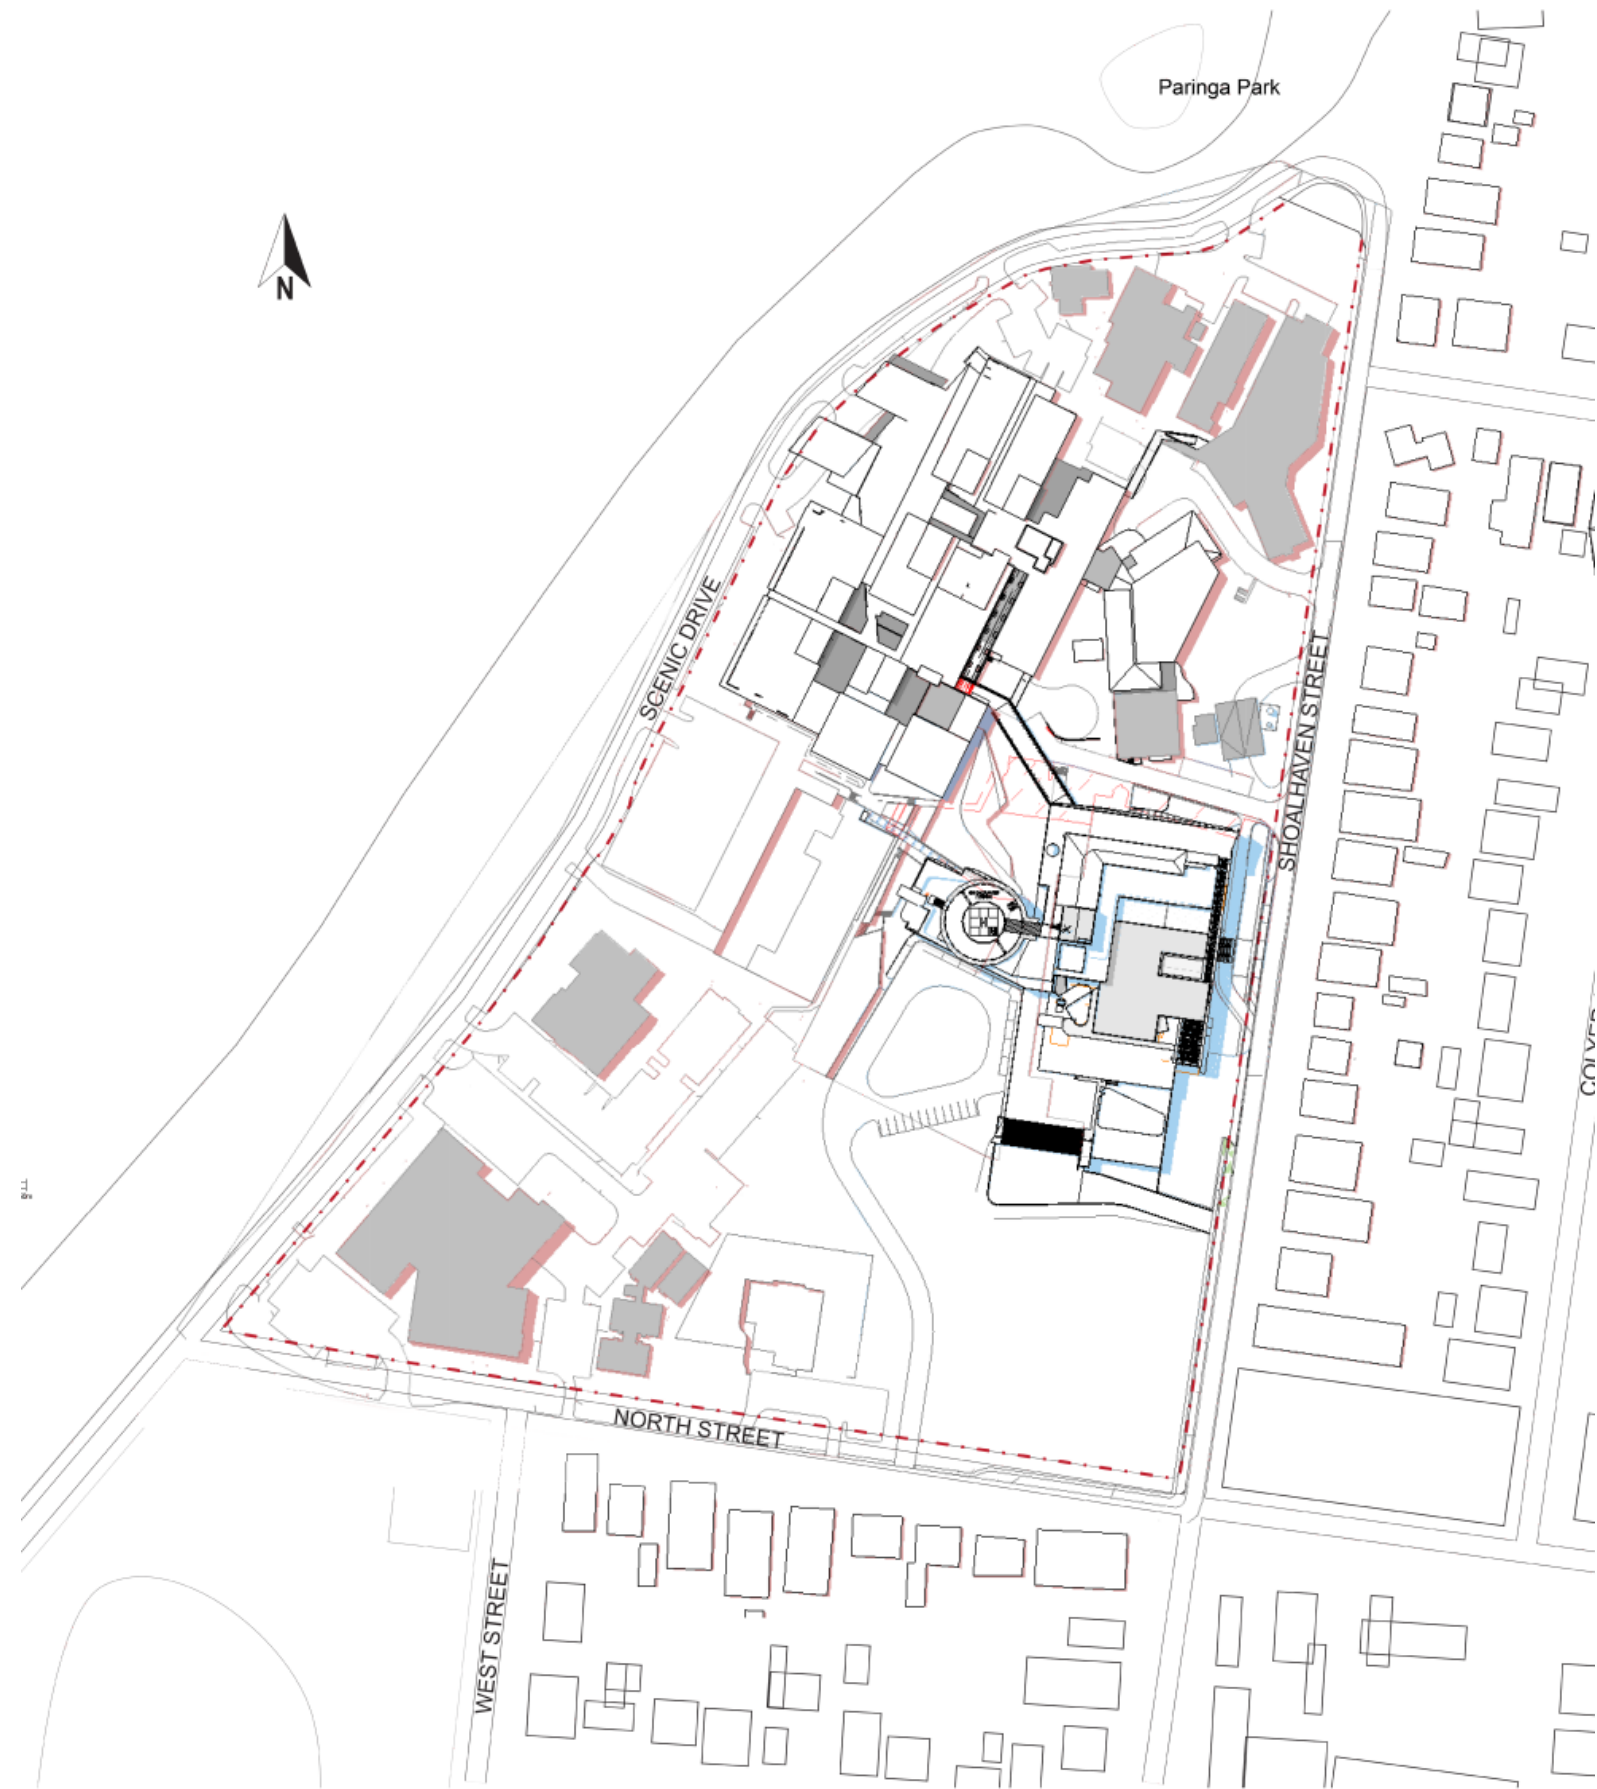 Paringa Park
N
SCENIC DRIVE
SHOALHAVEN STREET
NORTH STREET
WEST STREET